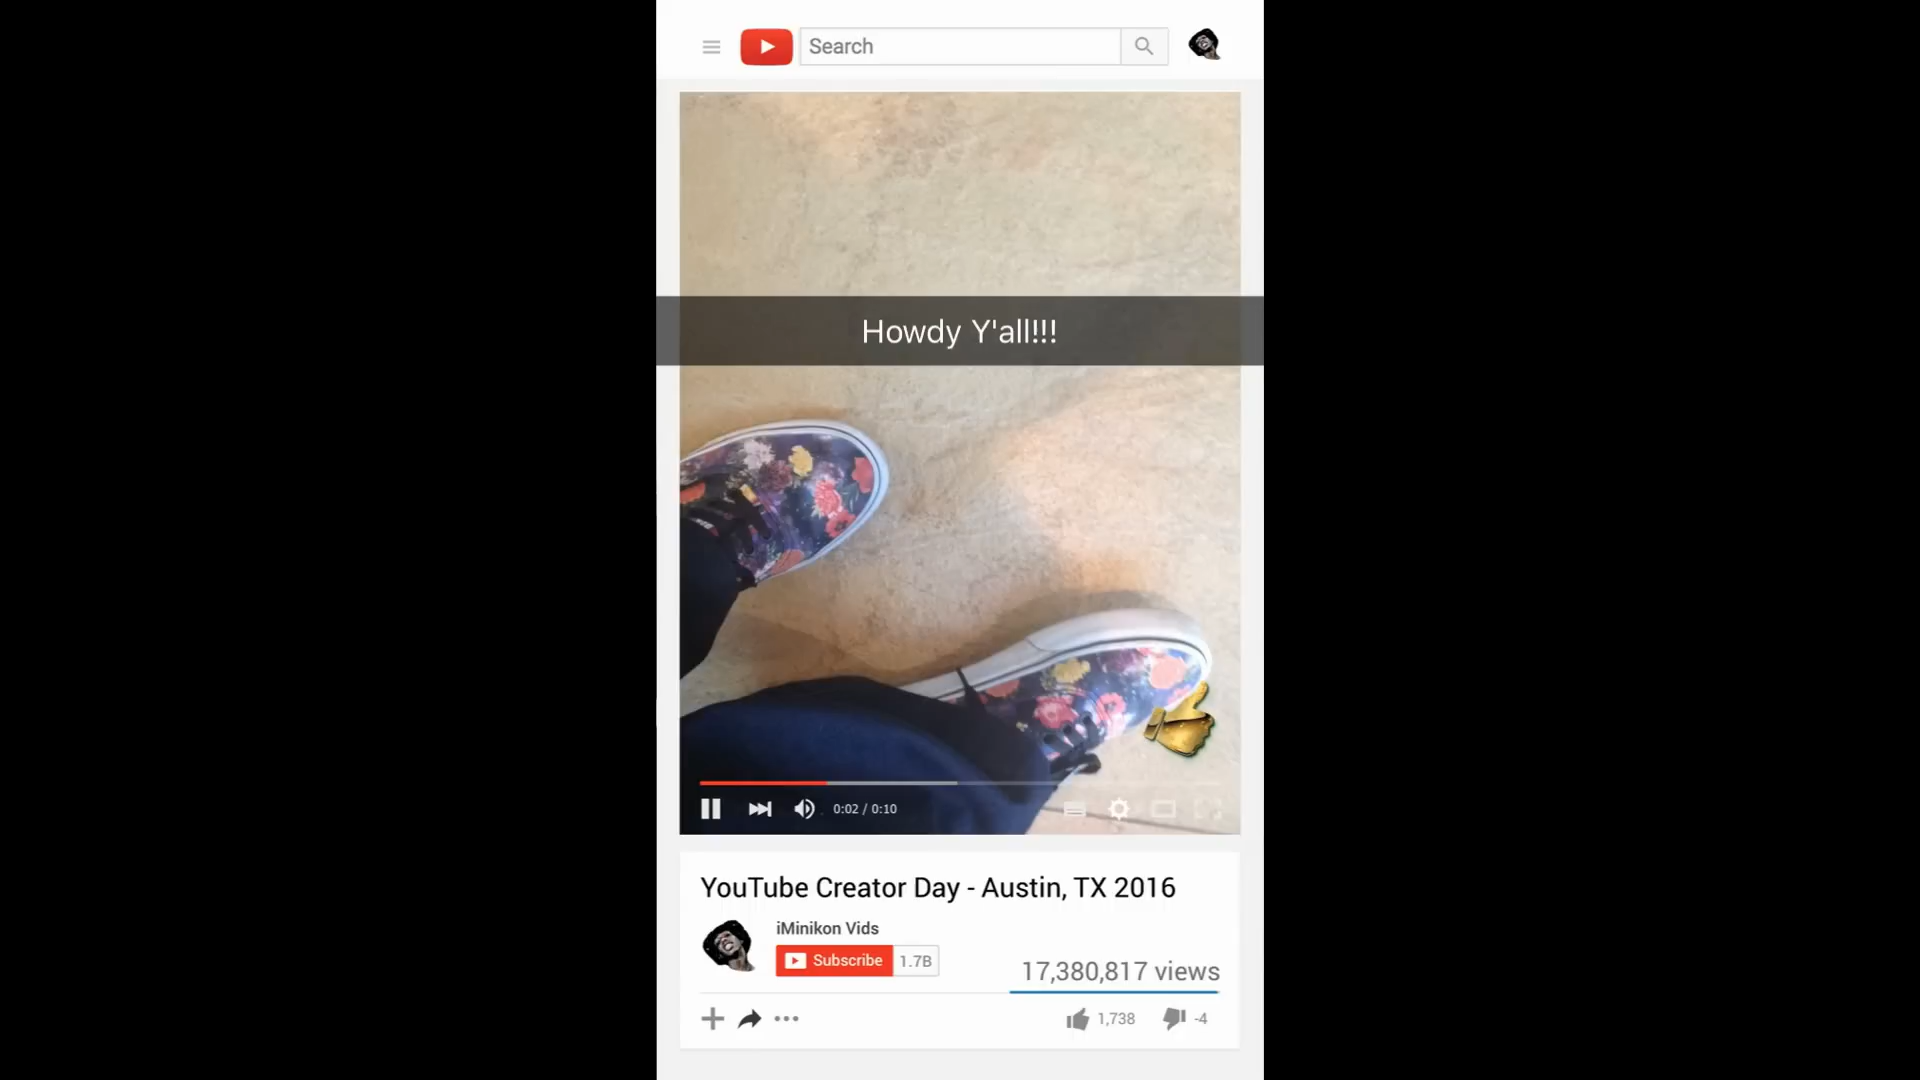 Search
Howdy Y'all!!!
0:02 / 0:10
YouTube Creator Day - Austin, TX 2016
iMinikon Vids
Subscribe 1.7B
17,380,817 views
1,738 -4